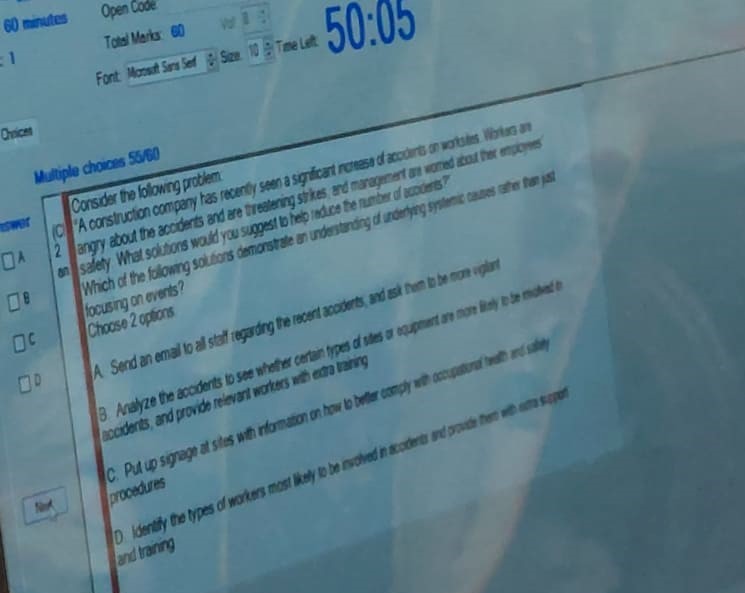 60 minutes
Open Code
: 1
Total Marks: 60
Vol
Font: Microsoft Sans Serif
Size: 10
Time Left:
50:05
Choices
Multiple choices 55/60
nswer
(C
2
an
Consider the following problem.
"A construction company has recently seen a significant increase of accidents on worksites. Workers are
angry about the accidents and are threatening strikes, and management are worried about their employees'
safety. What solutions would you suggest to help reduce the number of accidents?"
Which of the following solutions demonstrate an understanding of underlying systemic causes rather than just
focusing on events?
Choose 2 options
A. Send an email to all staff regarding the recent accidents, and ask them to be more vigilant
B. Analyze the accidents to see whether certain types of sites or equipment are more likely to be involved in
accidents, and provide relevant workers with extra training
C. Put up signage at sites with information on how to better comply with occupational health and safety
procedures
D. Identify the types of workers most likely to be involved in accidents and provide them with extra support
and training
A
B
C
D
Next